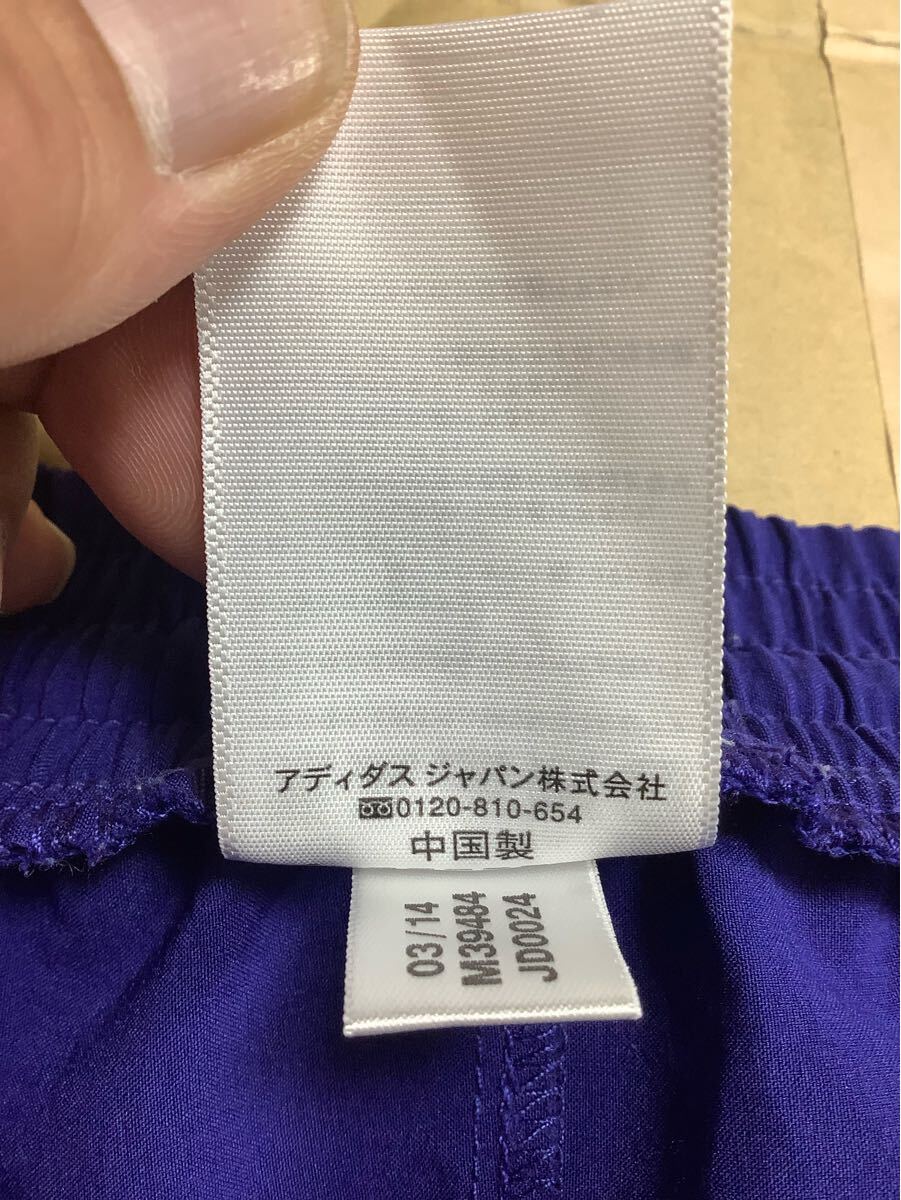 アディダス ジャパン株式会社
0120-810-654
中国製
03/14
M39484
JD0024